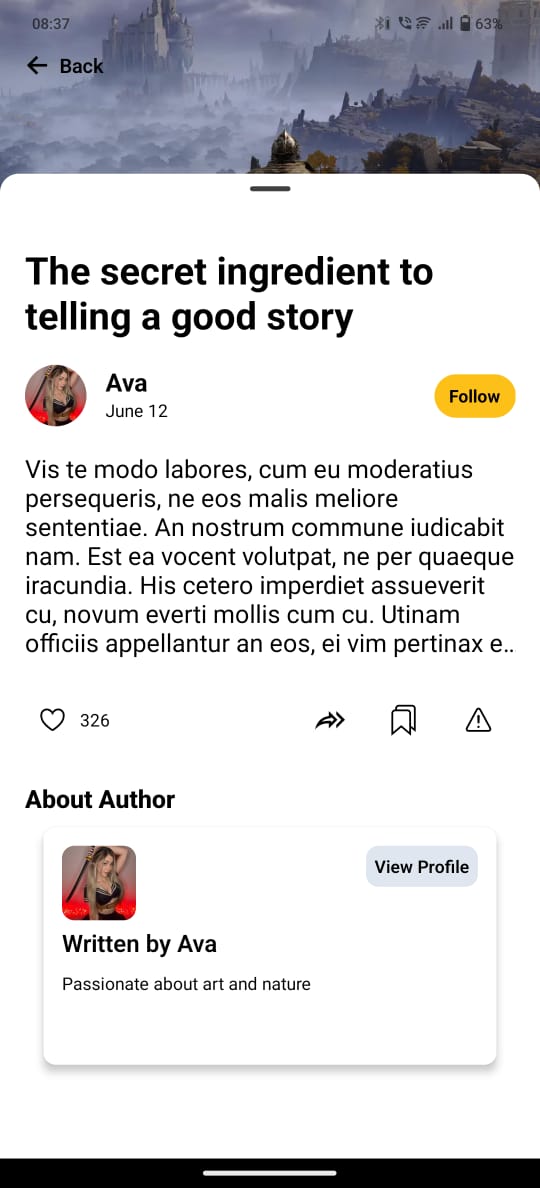 08:37
63%
Back
The secret ingredient to
telling a good story
Ava
June 12
Follow
Vis te modo labores, cum eu moderatius
persequeris, ne eos malis meliore
sententiae. An nostrum commune iudicabit
nam. Est ea vocent volutpat, ne per quaeque
iracundia. His cetero imperdiet assueverit
cu, novum everti mollis cum cu. Utinam
officiis appellantur an eos, ei vim pertinax e..
326
About Author
View Profile
Written by Ava
Passionate about art and nature